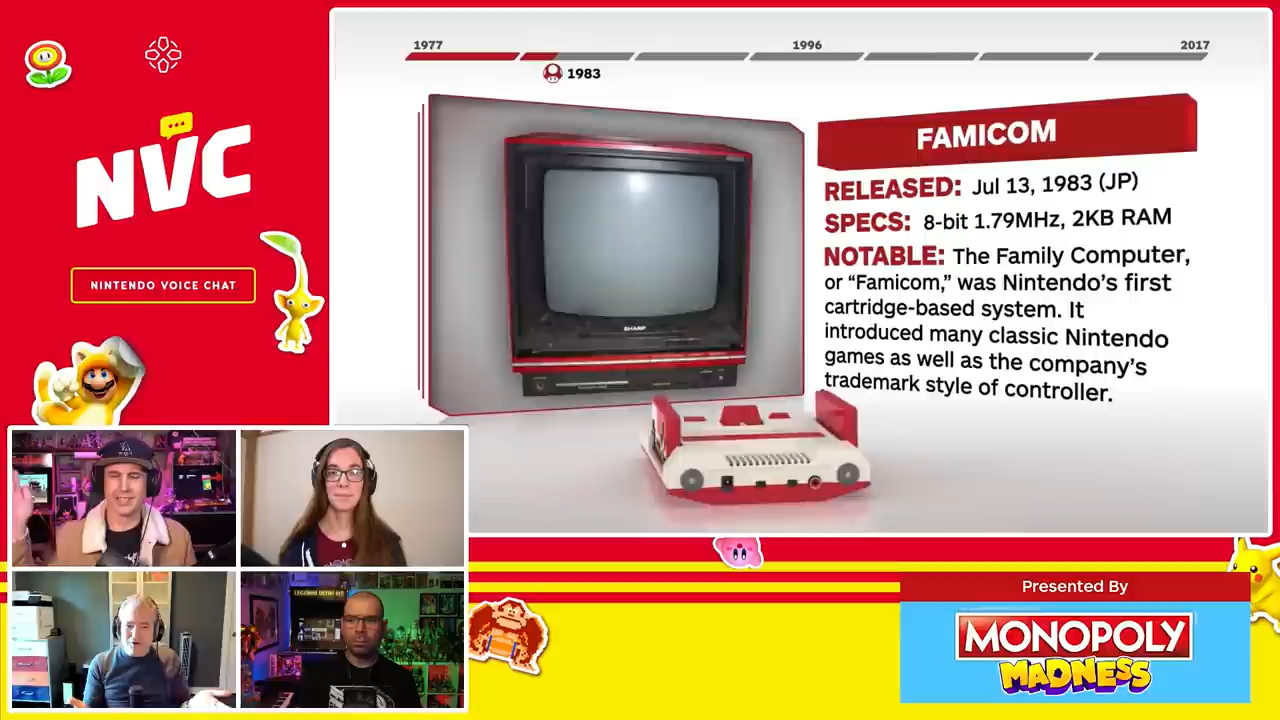 1977
1996
2017
1983
NVC
NINTENDO VOICE CHAT
FAMICOM
RELEASED: Jul 13, 1983 (JP)
SPECS: 8-bit 1.79MHz, 2KB RAM
NOTABLE: The Family Computer,
or “Famicom,” was Nintendo’s first
cartridge-based system. It
introduced many classic Nintendo
games as well as the company’s
trademark style of controller.
SHARP
Presented By
MONOPOLY
MADNESS